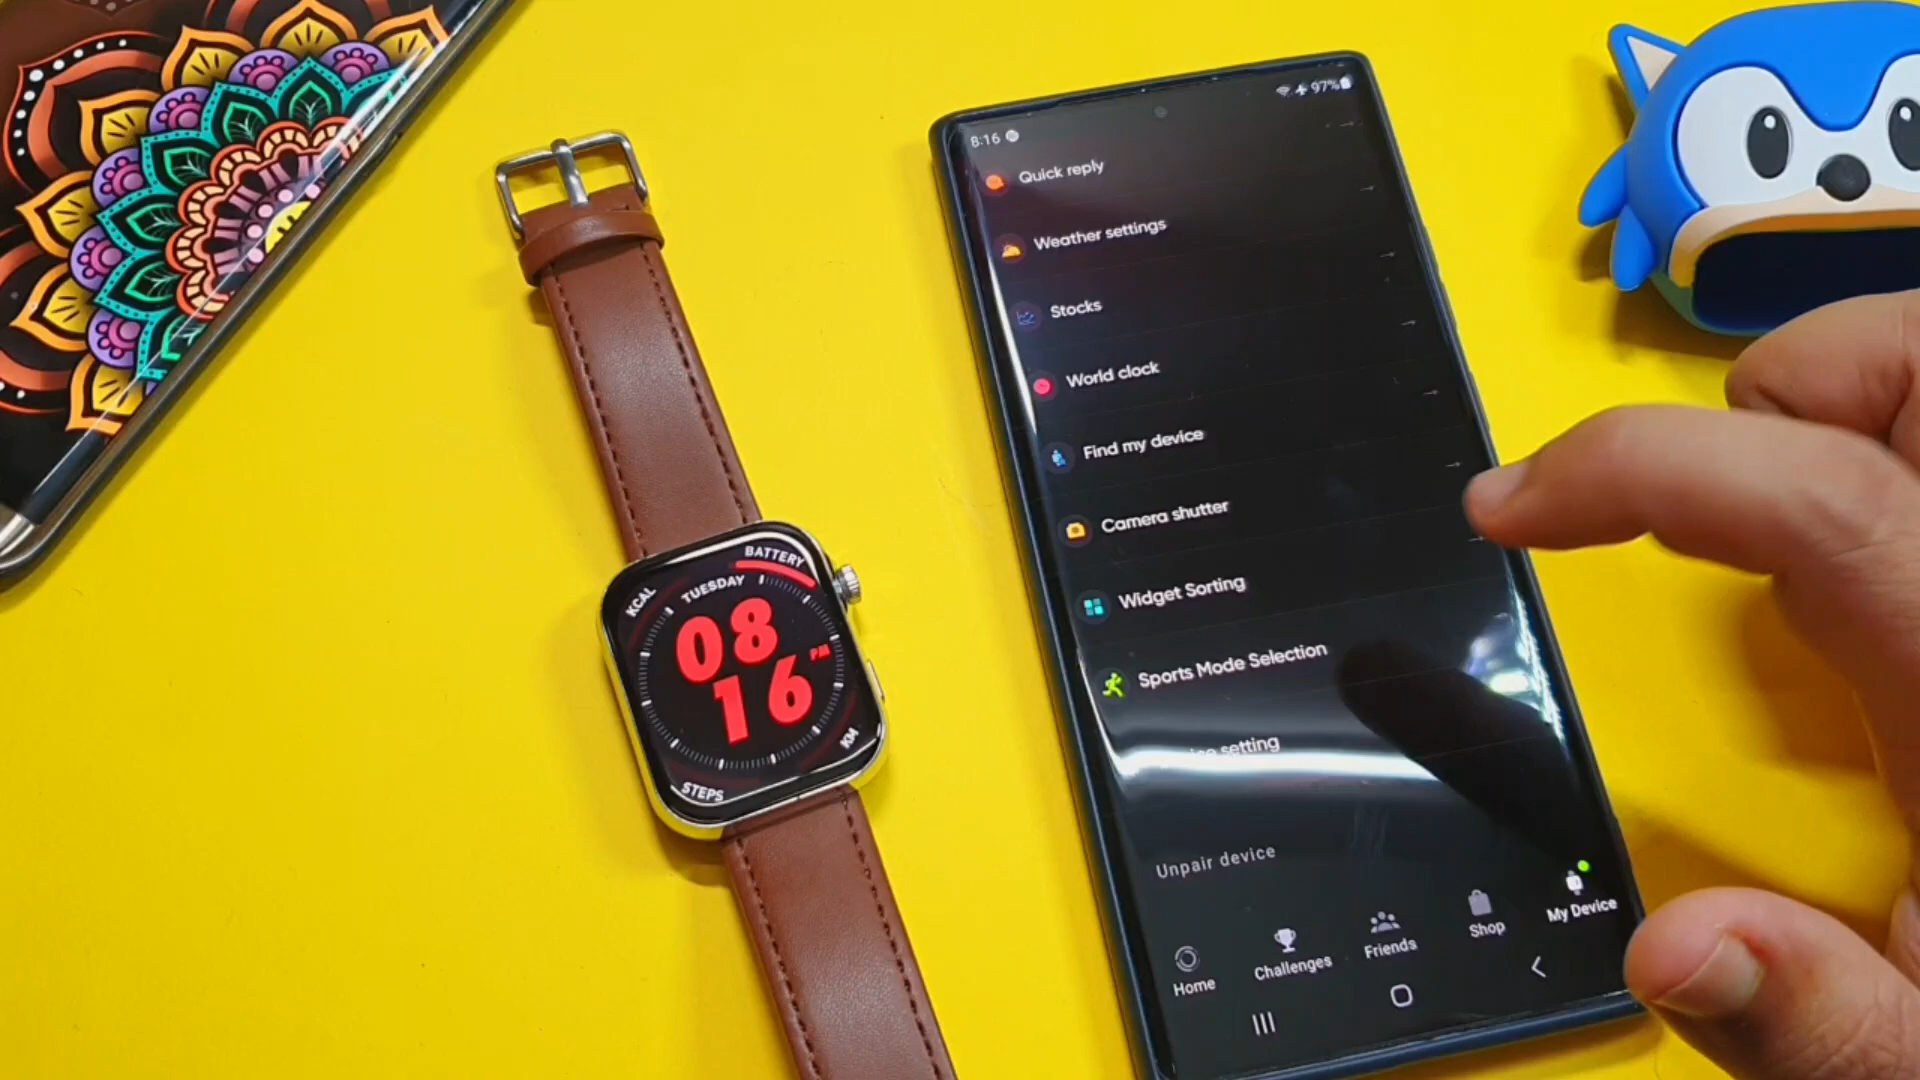 BATTERY
KCAL
TUESDAY
08
PM
16
KM
STEPS
8:16
97%
Quick reply
Weather settings
Stocks
World clock
Find my device
Camera shutter
Widget Sorting
Sports Mode Selection
setting
Unpair device
Home
Challenges
Friends
Shop
My Device